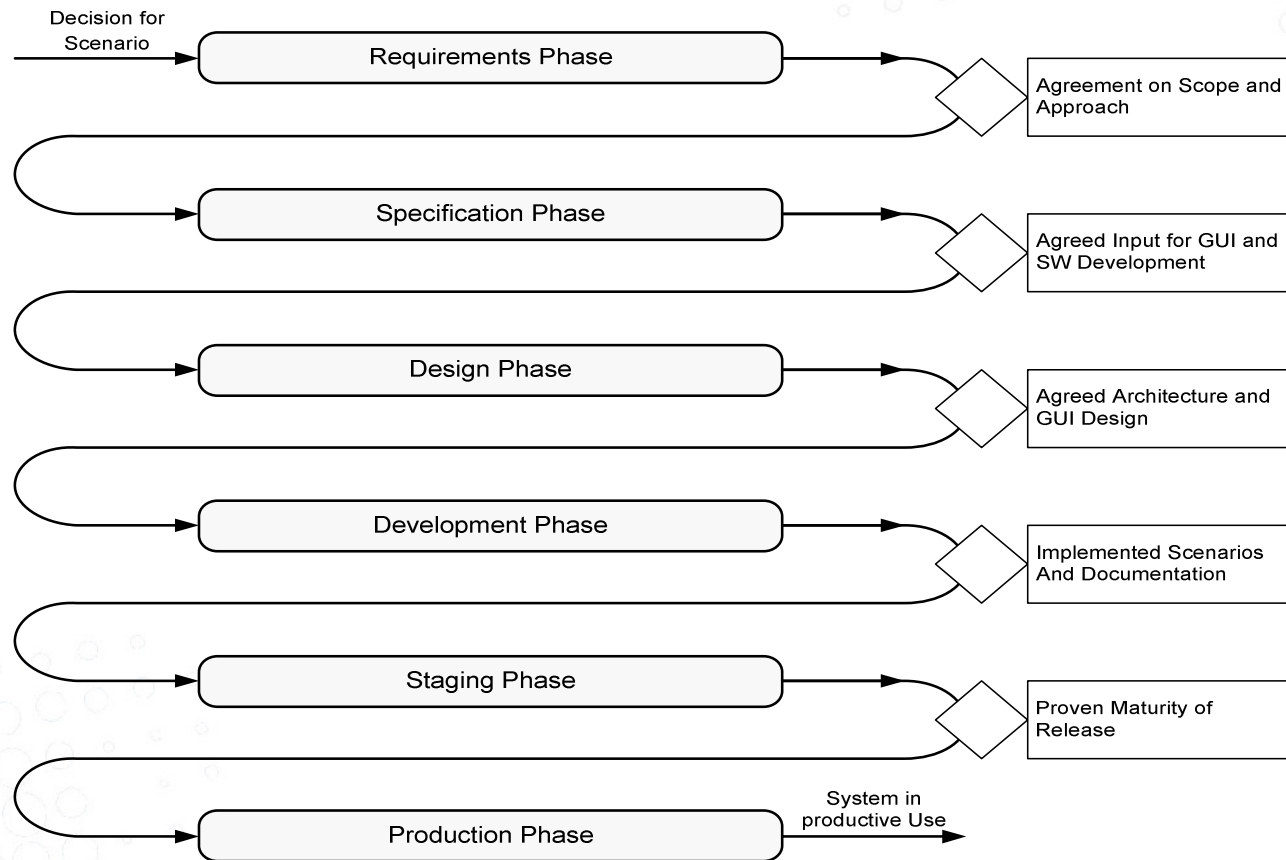 Decision for
Scenario
Requirements Phase
Agreement on Scope and
Approach
Specification Phase
Agreed Input for GUI and
SW Development
Design Phase
Agreed Architecture and
GUI Design
Development Phase
Implemented Scenarios
And Documentation
Staging Phase
Proven Maturity of
Release
Production Phase
System in
productive Use